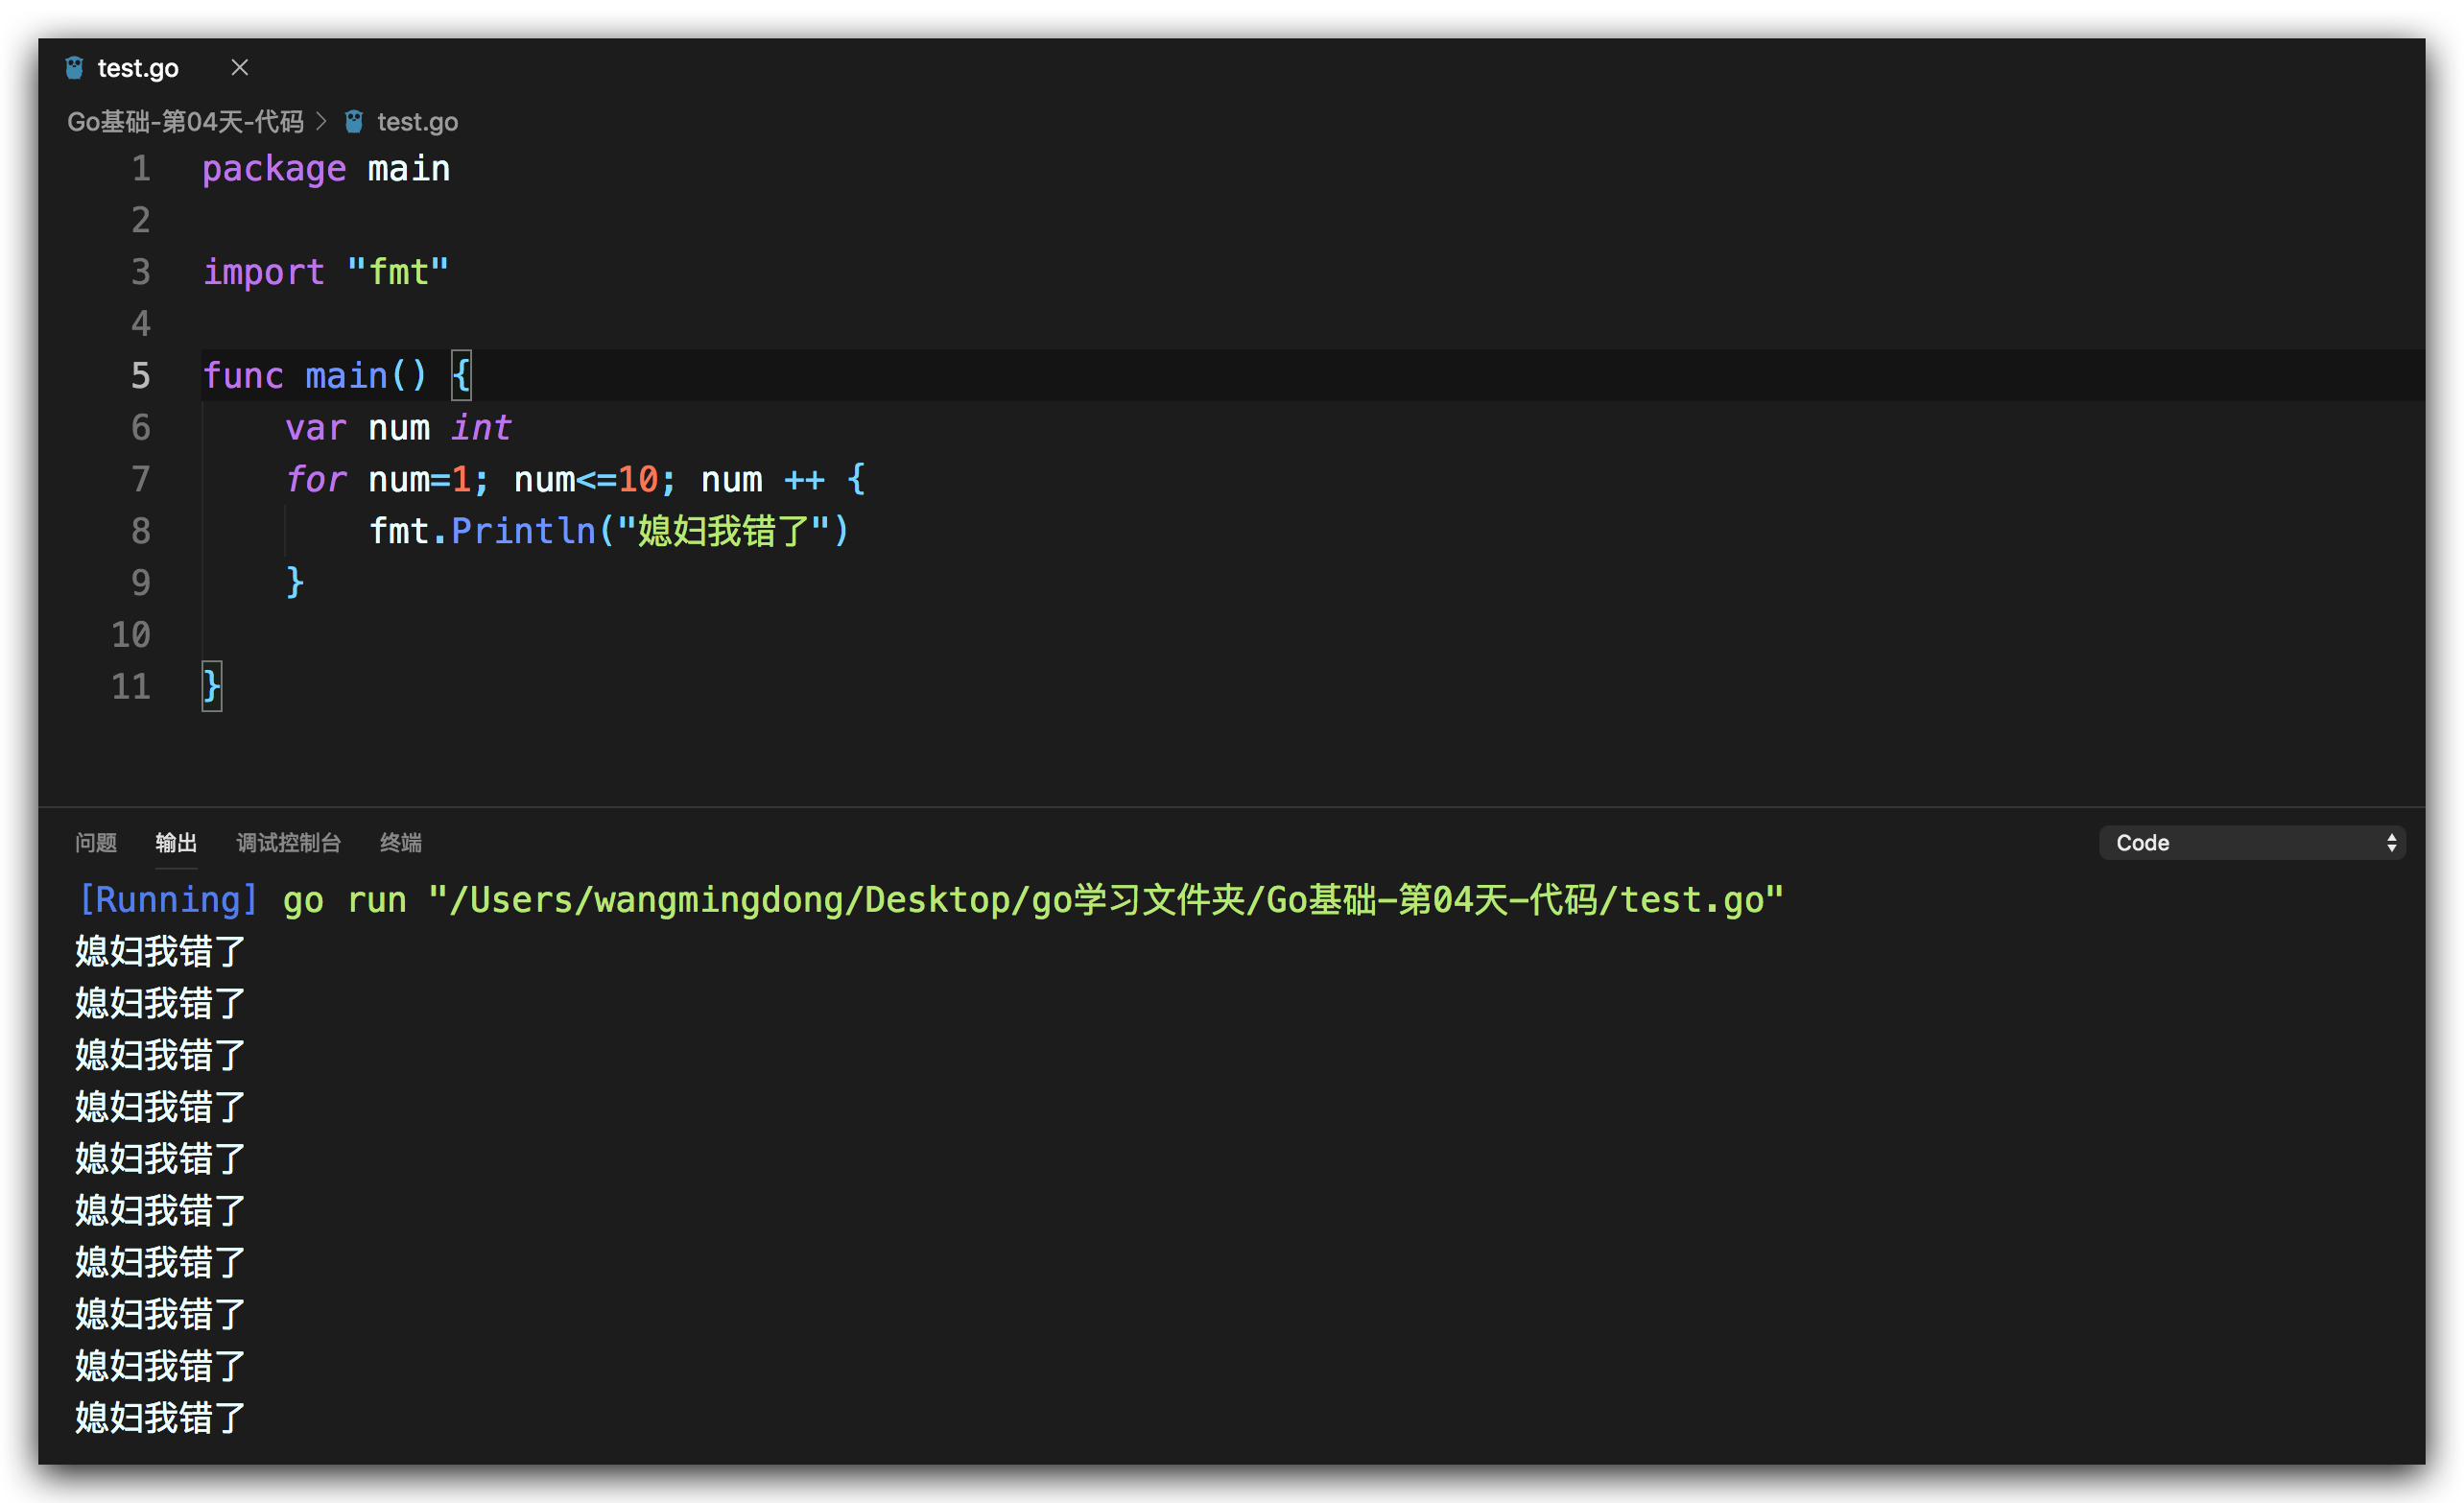 test.go
Go基础-第04天-代码 > test.go
1 package main
2
3 import "fmt"
4
5 func main() {
6     var num int
7     for num=1; num<=10; num ++ {
8         fmt.Println("媳妇我错了")
9     }
10
11 }
问题 输出 调试控制台 终端 Code
[Running] go run "/Users/wangmingdong/Desktop/go学习文件夹/Go基础-第04天-代码/test.go"
媳妇我错了
媳妇我错了
媳妇我错了
媳妇我错了
媳妇我错了
媳妇我错了
媳妇我错了
媳妇我错了
媳妇我错了
媳妇我错了